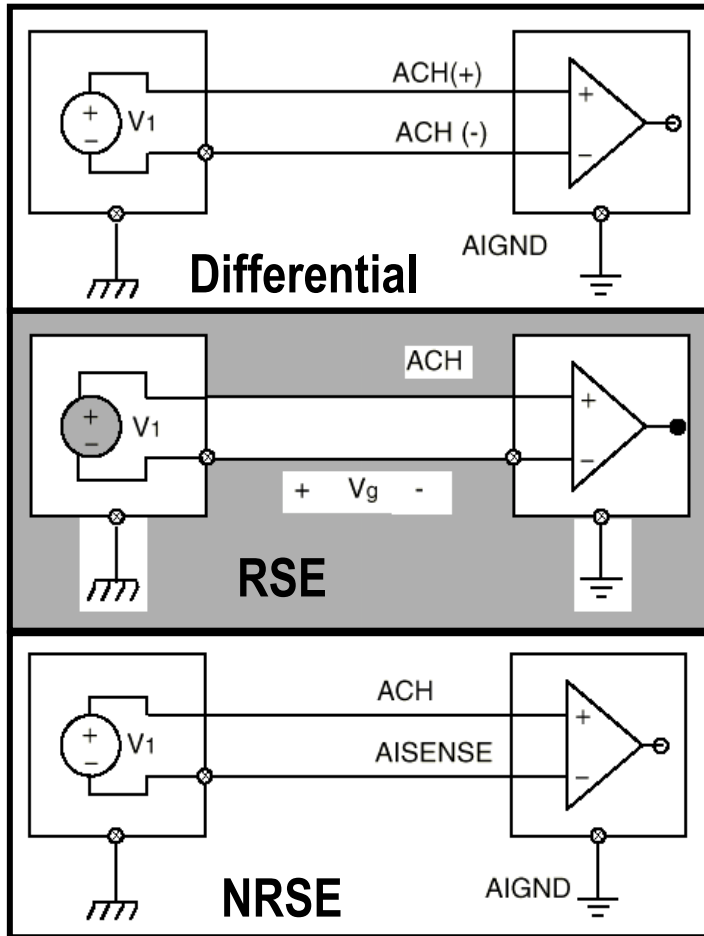 ACH(+)
+
+
V1
ACH (-)
−
−
AIGND
Differential
ACH
+
+
V1
−
−
+ Vg -
RSE
ACH
+
+
V1
AISENSE
−
−
AIGND
NRSE